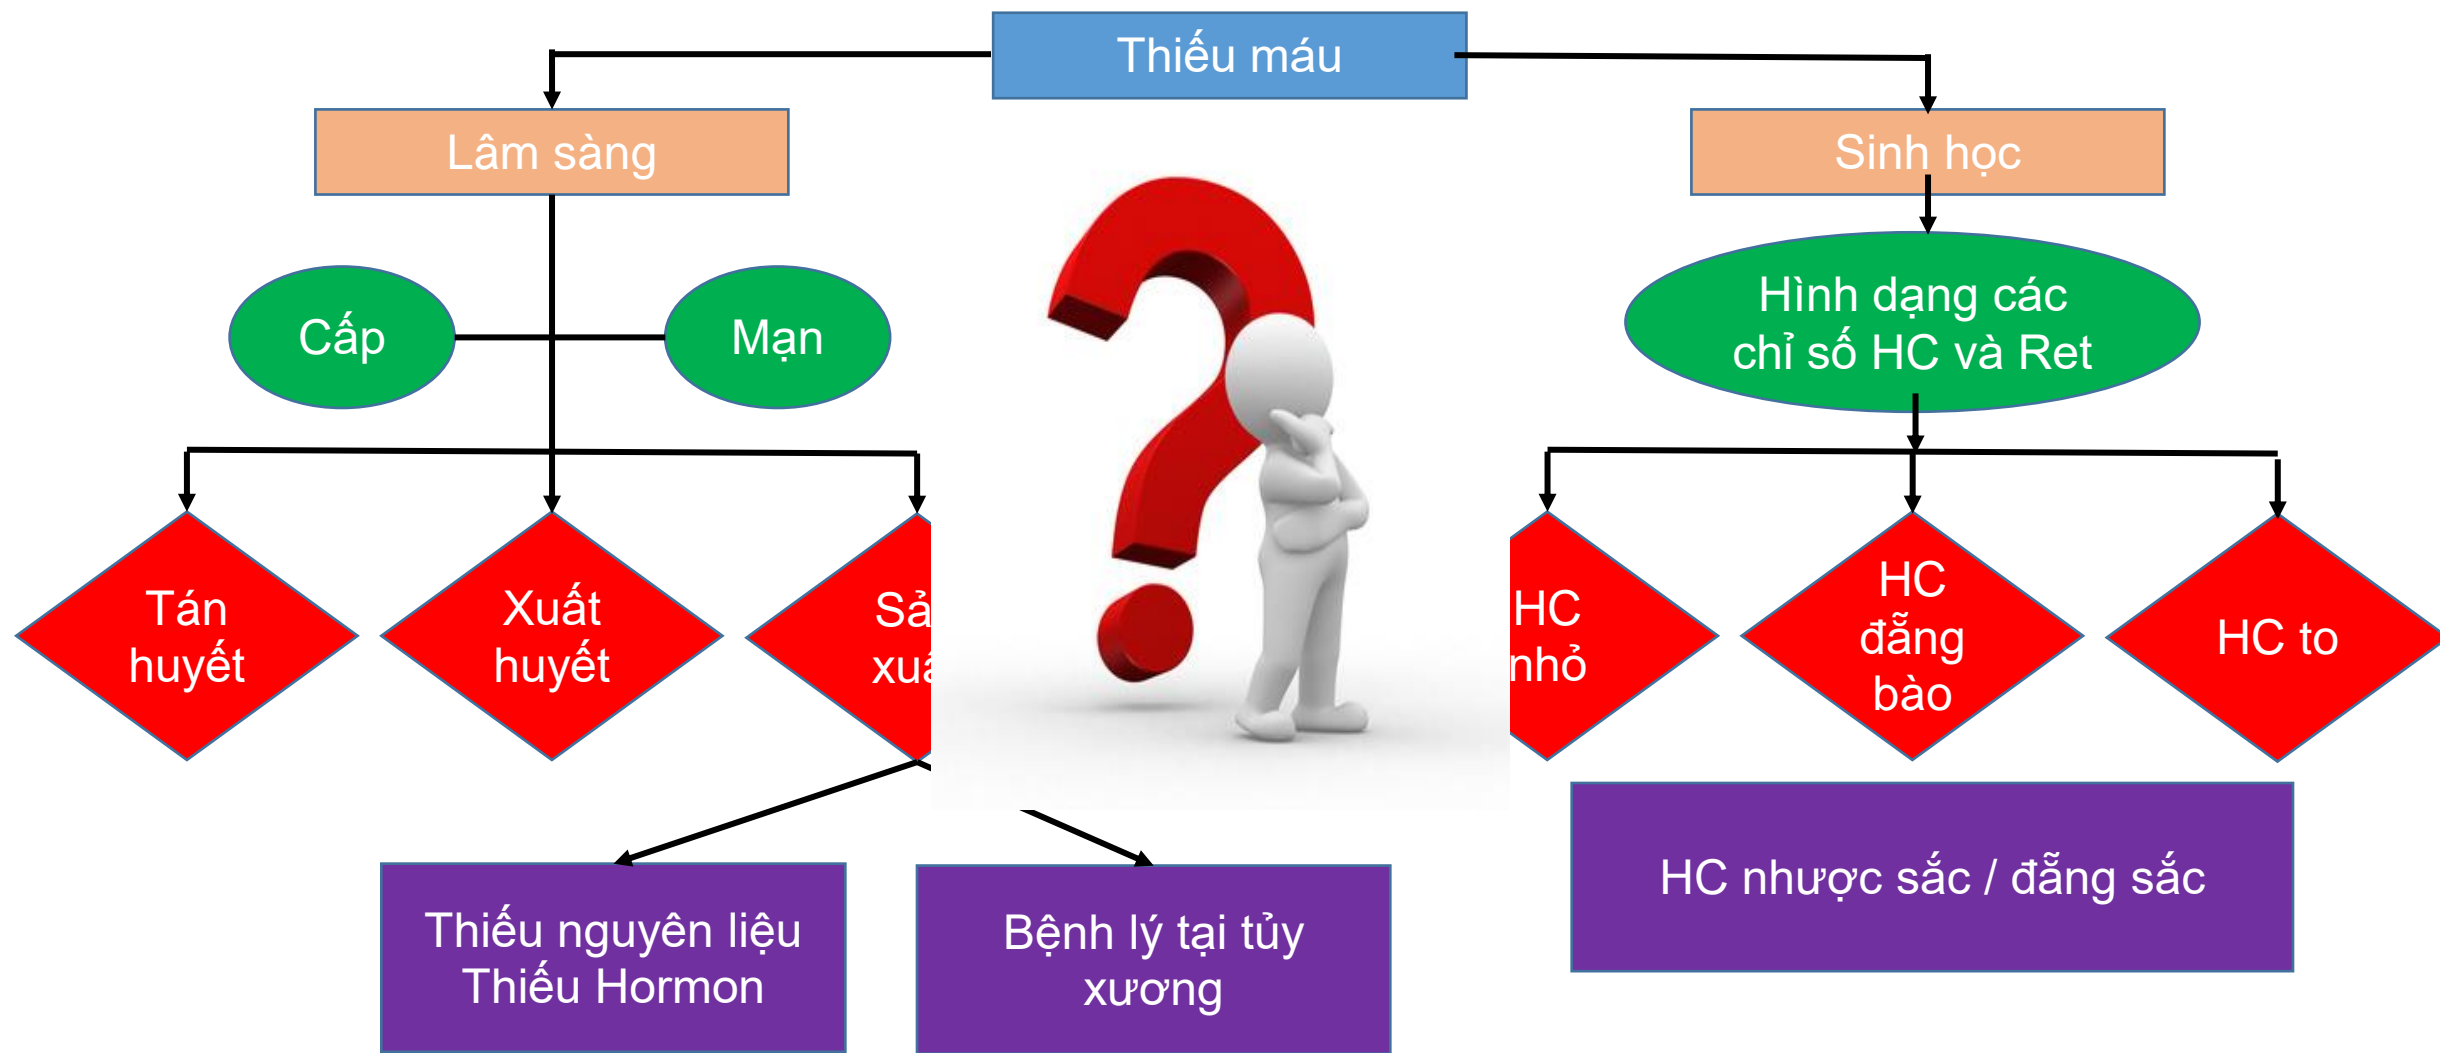 Thiếu máu
Lâm sàng
Sinh học
Cấp
Mạn
Hình dạng các
chỉ số HC và Ret
Tán
huyết
Xuất
huyết
HC
nhỏ
HC
đẵng
bào
HC to
Thiếu nguyên liệu
Thiếu Hormon
Bệnh lý tại tủy
xương
HC nhược sắc / đẵng sắc